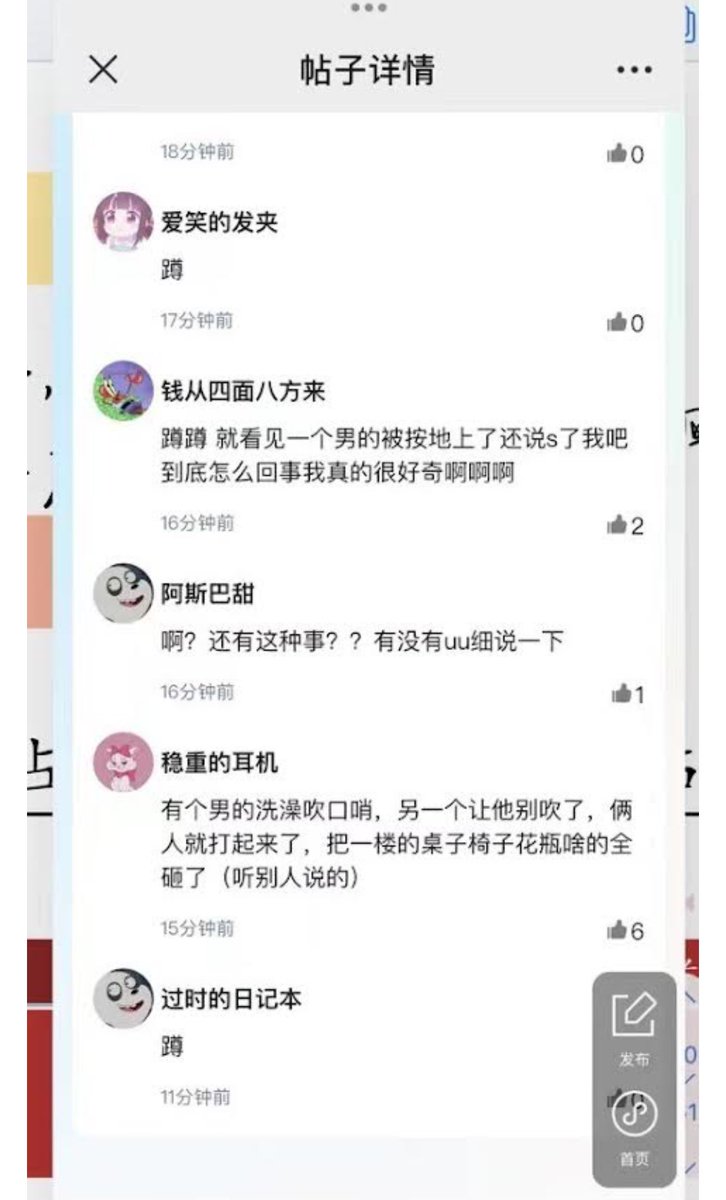 帖子详情
18分钟前
0
爱笑的发夹
蹲
17分钟前
0
钱从四面八方来
蹲蹲 就看见一个男的被按地上了还说s了我吧
到底怎么回事我真的很好奇啊啊啊
16分钟前
2
阿斯巴甜
啊？还有这种事？？有没有uu细说一下
16分钟前
1
稳重的耳机
有个男的洗澡吹口哨，另一个让他别吹了，俩
人就打起来了，把一楼的桌子椅子花瓶啥的全
砸了（听别人说的）
15分钟前
6
过时的日记本
蹲
11分钟前
0
发布
首页